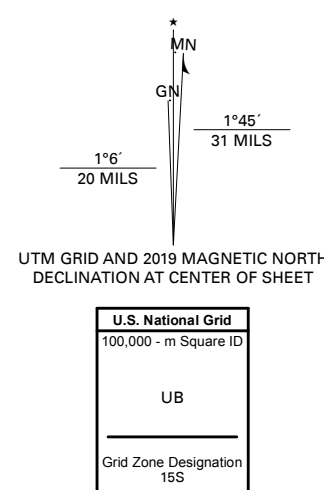 ★
MN
GN
1°45´
31 MILS
1°6´
20 MILS
UTM GRID AND 2019 MAGNETIC NORTH
DECLINATION AT CENTER OF SHEET
U.S. National Grid
100,000 - m Square ID
UB
Grid Zone Designation
15S